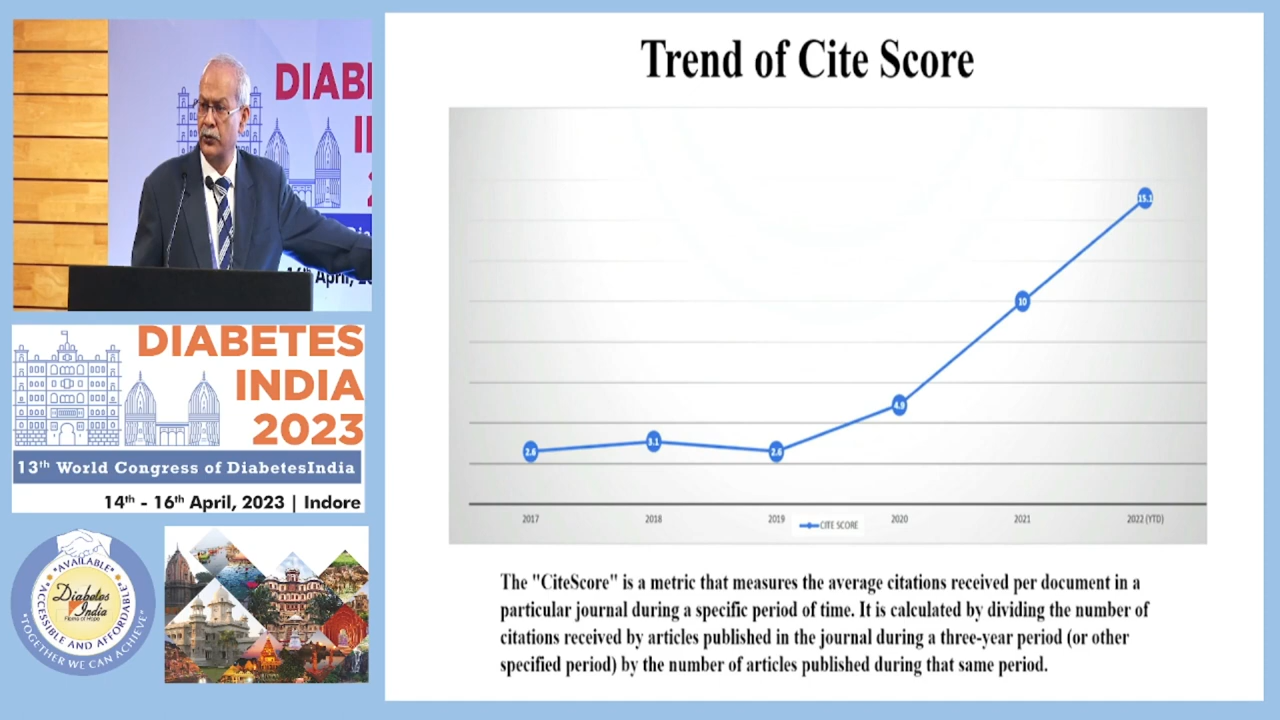 DIABE
I
2
April, 20
DIABETES
INDIA
2023
13th World Congress of DiabetesIndia
14th - 16th April, 2023 | Indore
"AVAILABLE"
"ACCESSIBLE AND AFFORDABLE"
"TOGETHER WE CAN ACHIEVE"
Diabetes
India
Trend of Cite Score
15.1
10
4.9
2.6
3.1
2.6
2017
2018
2019
2020
2021
2022 (YTD)
CITE SCORE
The "CiteScore" is a metric that measures the average citations received per document in a
particular journal during a specific period of time. It is calculated by dividing the number of
citations received by articles published in the journal during a three-year period (or other
specified period) by the number of articles published during that same period.